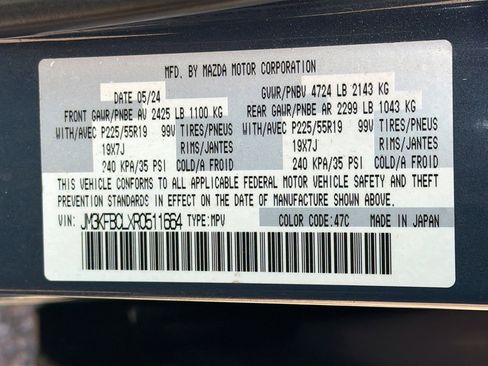 MFD. BY MAZDA MOTOR CORPORATION
DATE 05/24 GVWR/PNBV 4724 LB 2143 KG
FRONT GAWR/PNBE AV 2425 LB 1100 KG REAR GAWR/PNBE AR 2299 LB 1043 KG
WITH/AVEC P225/55R19 99V TIRES/PNEUS WITH/AVEC P225/55R19 99V TIRES/PNEUS
19X7J RIMS/JANTES 19X7J RIMS/JANTES
240 KPA/35 PSI COLD/A FROID 240 KPA/35 PSI COLD/A FROID
THIS VEHICLE CONFORMS TO ALL APPLICABLE FEDERAL MOTOR VEHICLE SAFETY AND THEFT
PREVENTION STANDARDS IN EFFECT ON THE DATE OF MANUFACTURE SHOWN ABOVE.
VIN: JM3KFBCLXR0511664 TYPE:MPV COLOR CODE:47C MADE IN JAPAN